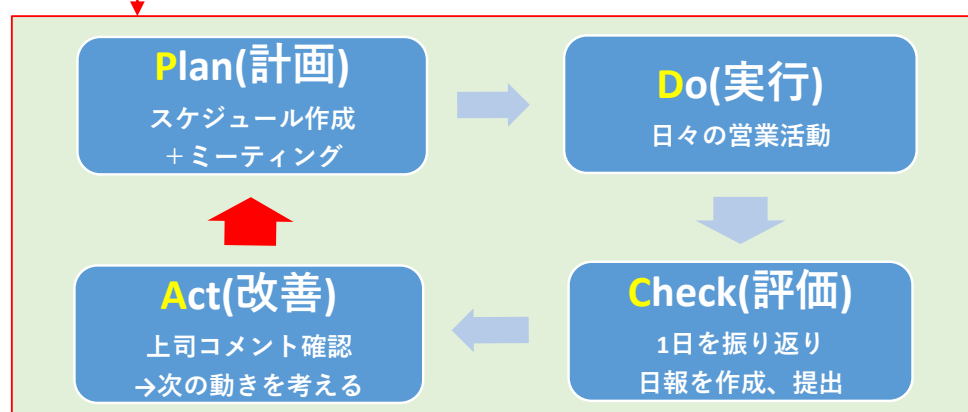 Plan(計画)
スケジュール作成
＋ミーティング
Do(実行)
日々の営業活動
Check(評価)
1日を振り返り
日報を作成、提出
Act(改善)
上司コメント確認
→次の動きを考える